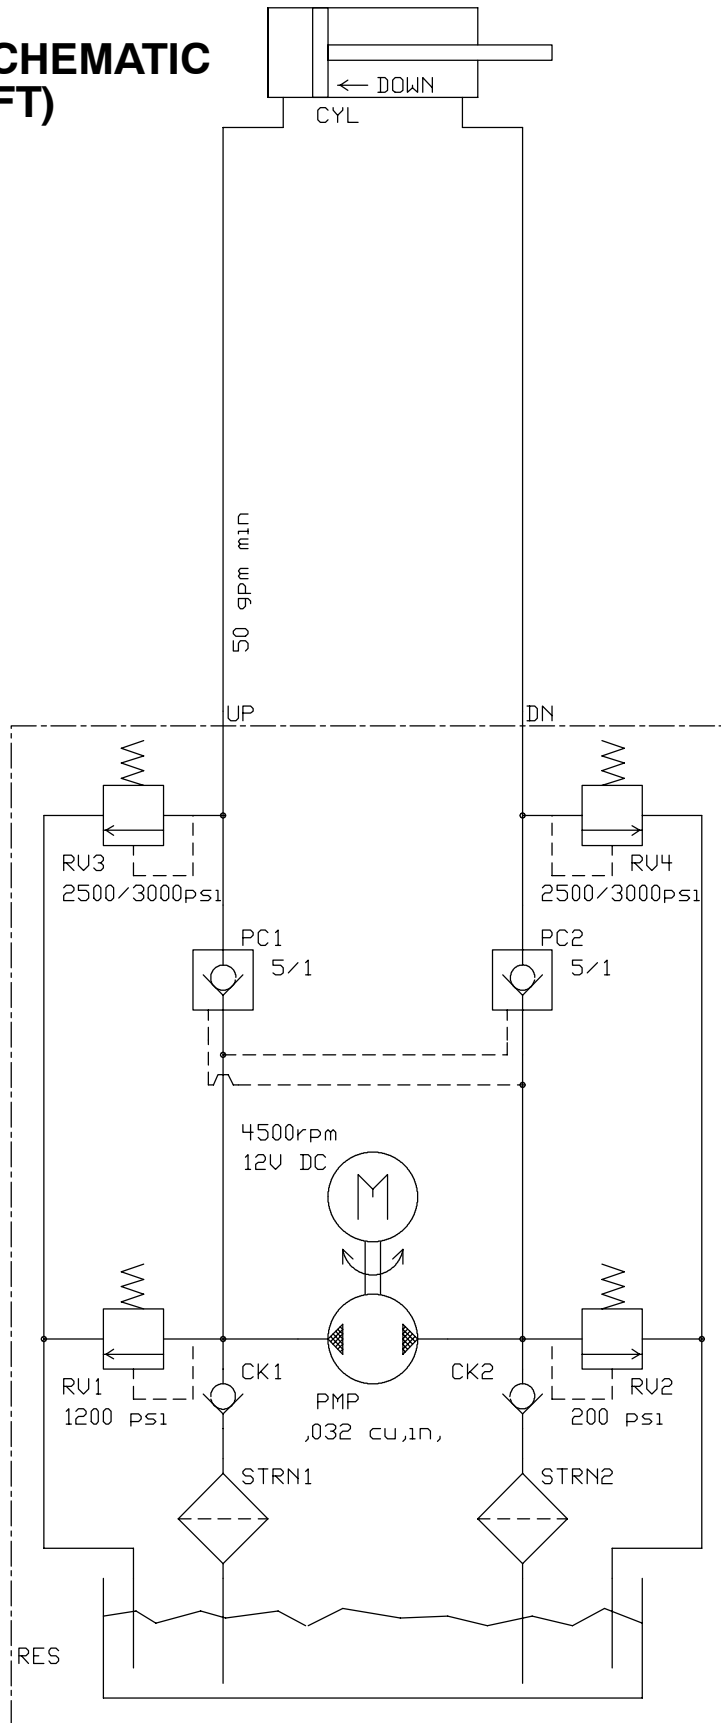 CHEMATIC
FT)
← DOWN
CYL
50 gpm min
UP
DN
RV3
2500/3000psi
RV4
2500/3000psi
PC1
5/1
PC2
5/1
4500rpm
12V DC
M
RV1
1200 psi
CK1
PMP
,032 cu,in,
CK2
RV2
200 psi
STRN1
STRN2
RES